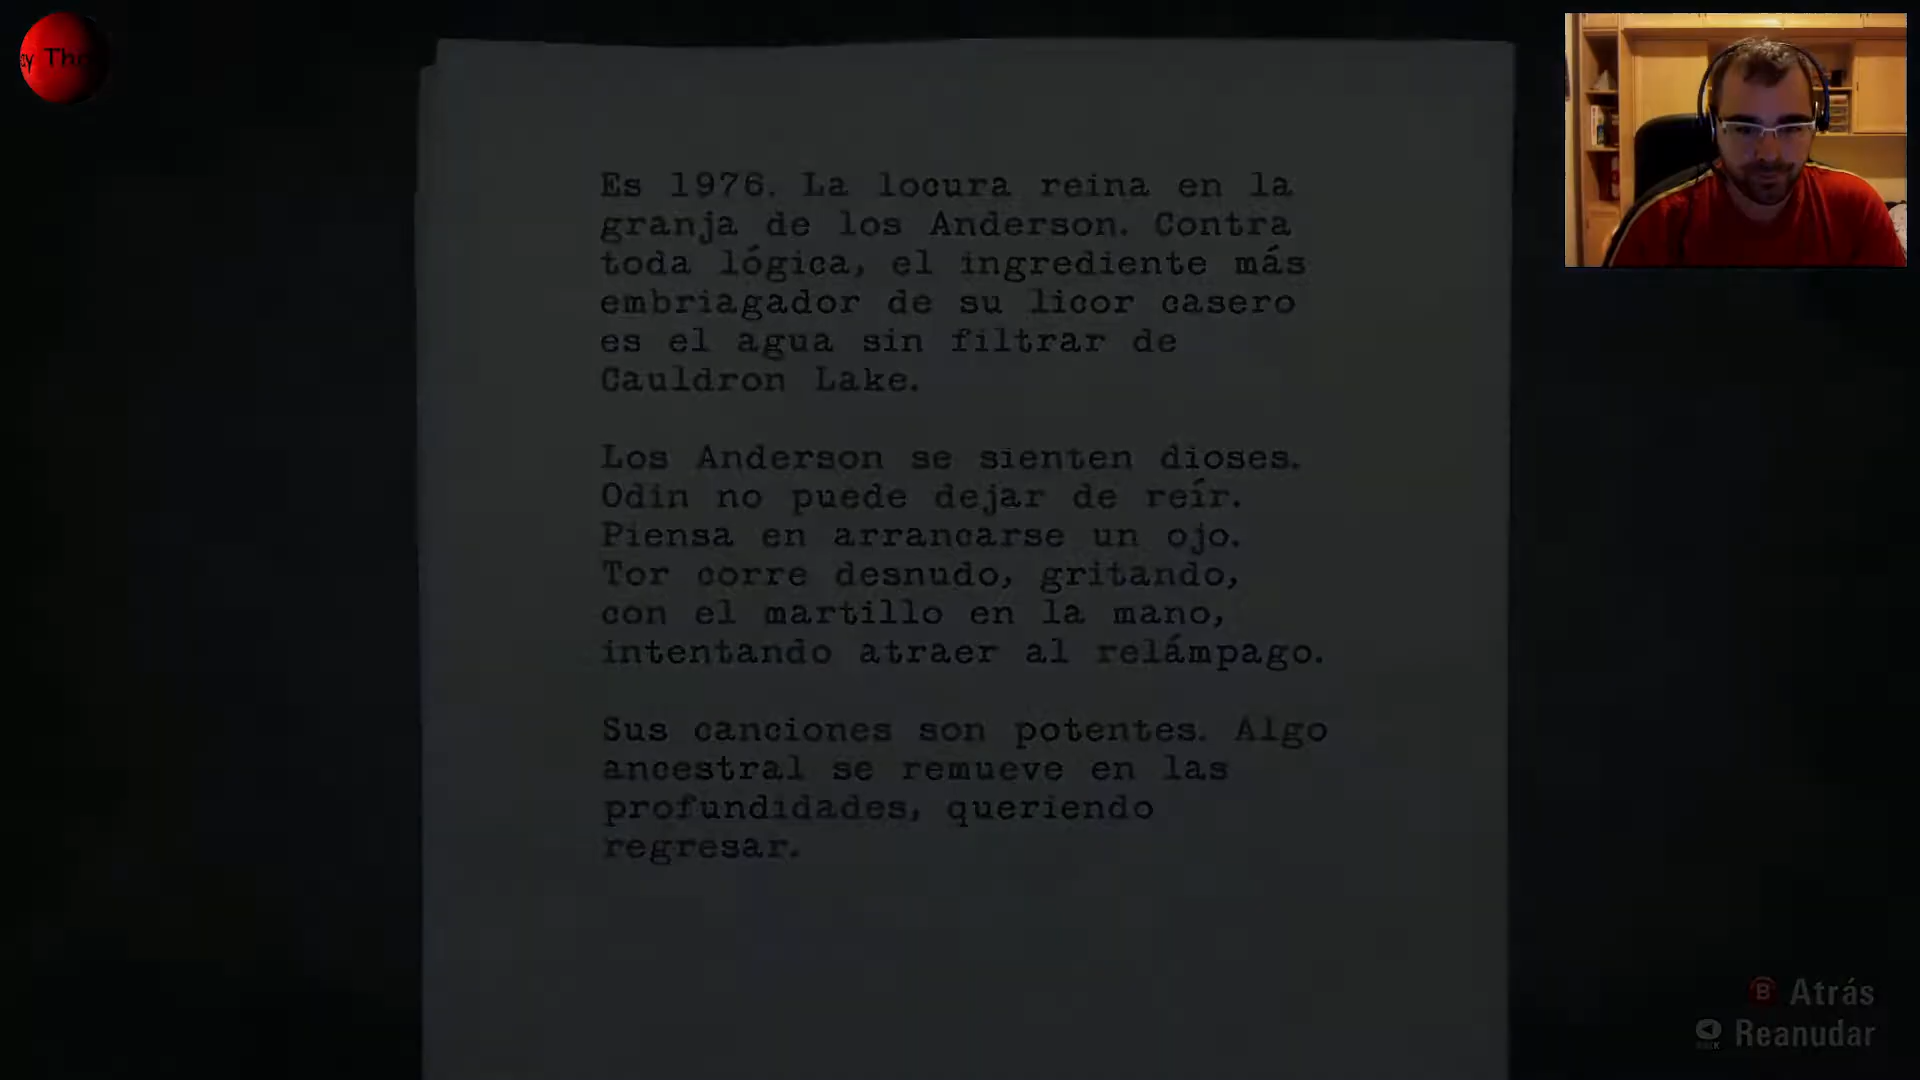 Es 1976. La locura reina en la
granja de los Anderson. Contra
toda lógica, el ingrediente más
embriagador de su licor casero
es el agua sin filtrar de
Cauldron Lake.
Los Anderson se sienten dioses.
Odin no puede dejar de reír.
Piensa en arrancarse un ojo.
Tor corre desnudo, gritando,
con el martillo en la mano,
intentando atraer al relámpago.
Sus canciones son potentes. Algo
ancestral se remueve en las
profundidades, queriendo
regresar.
B Atrás
Reanudar